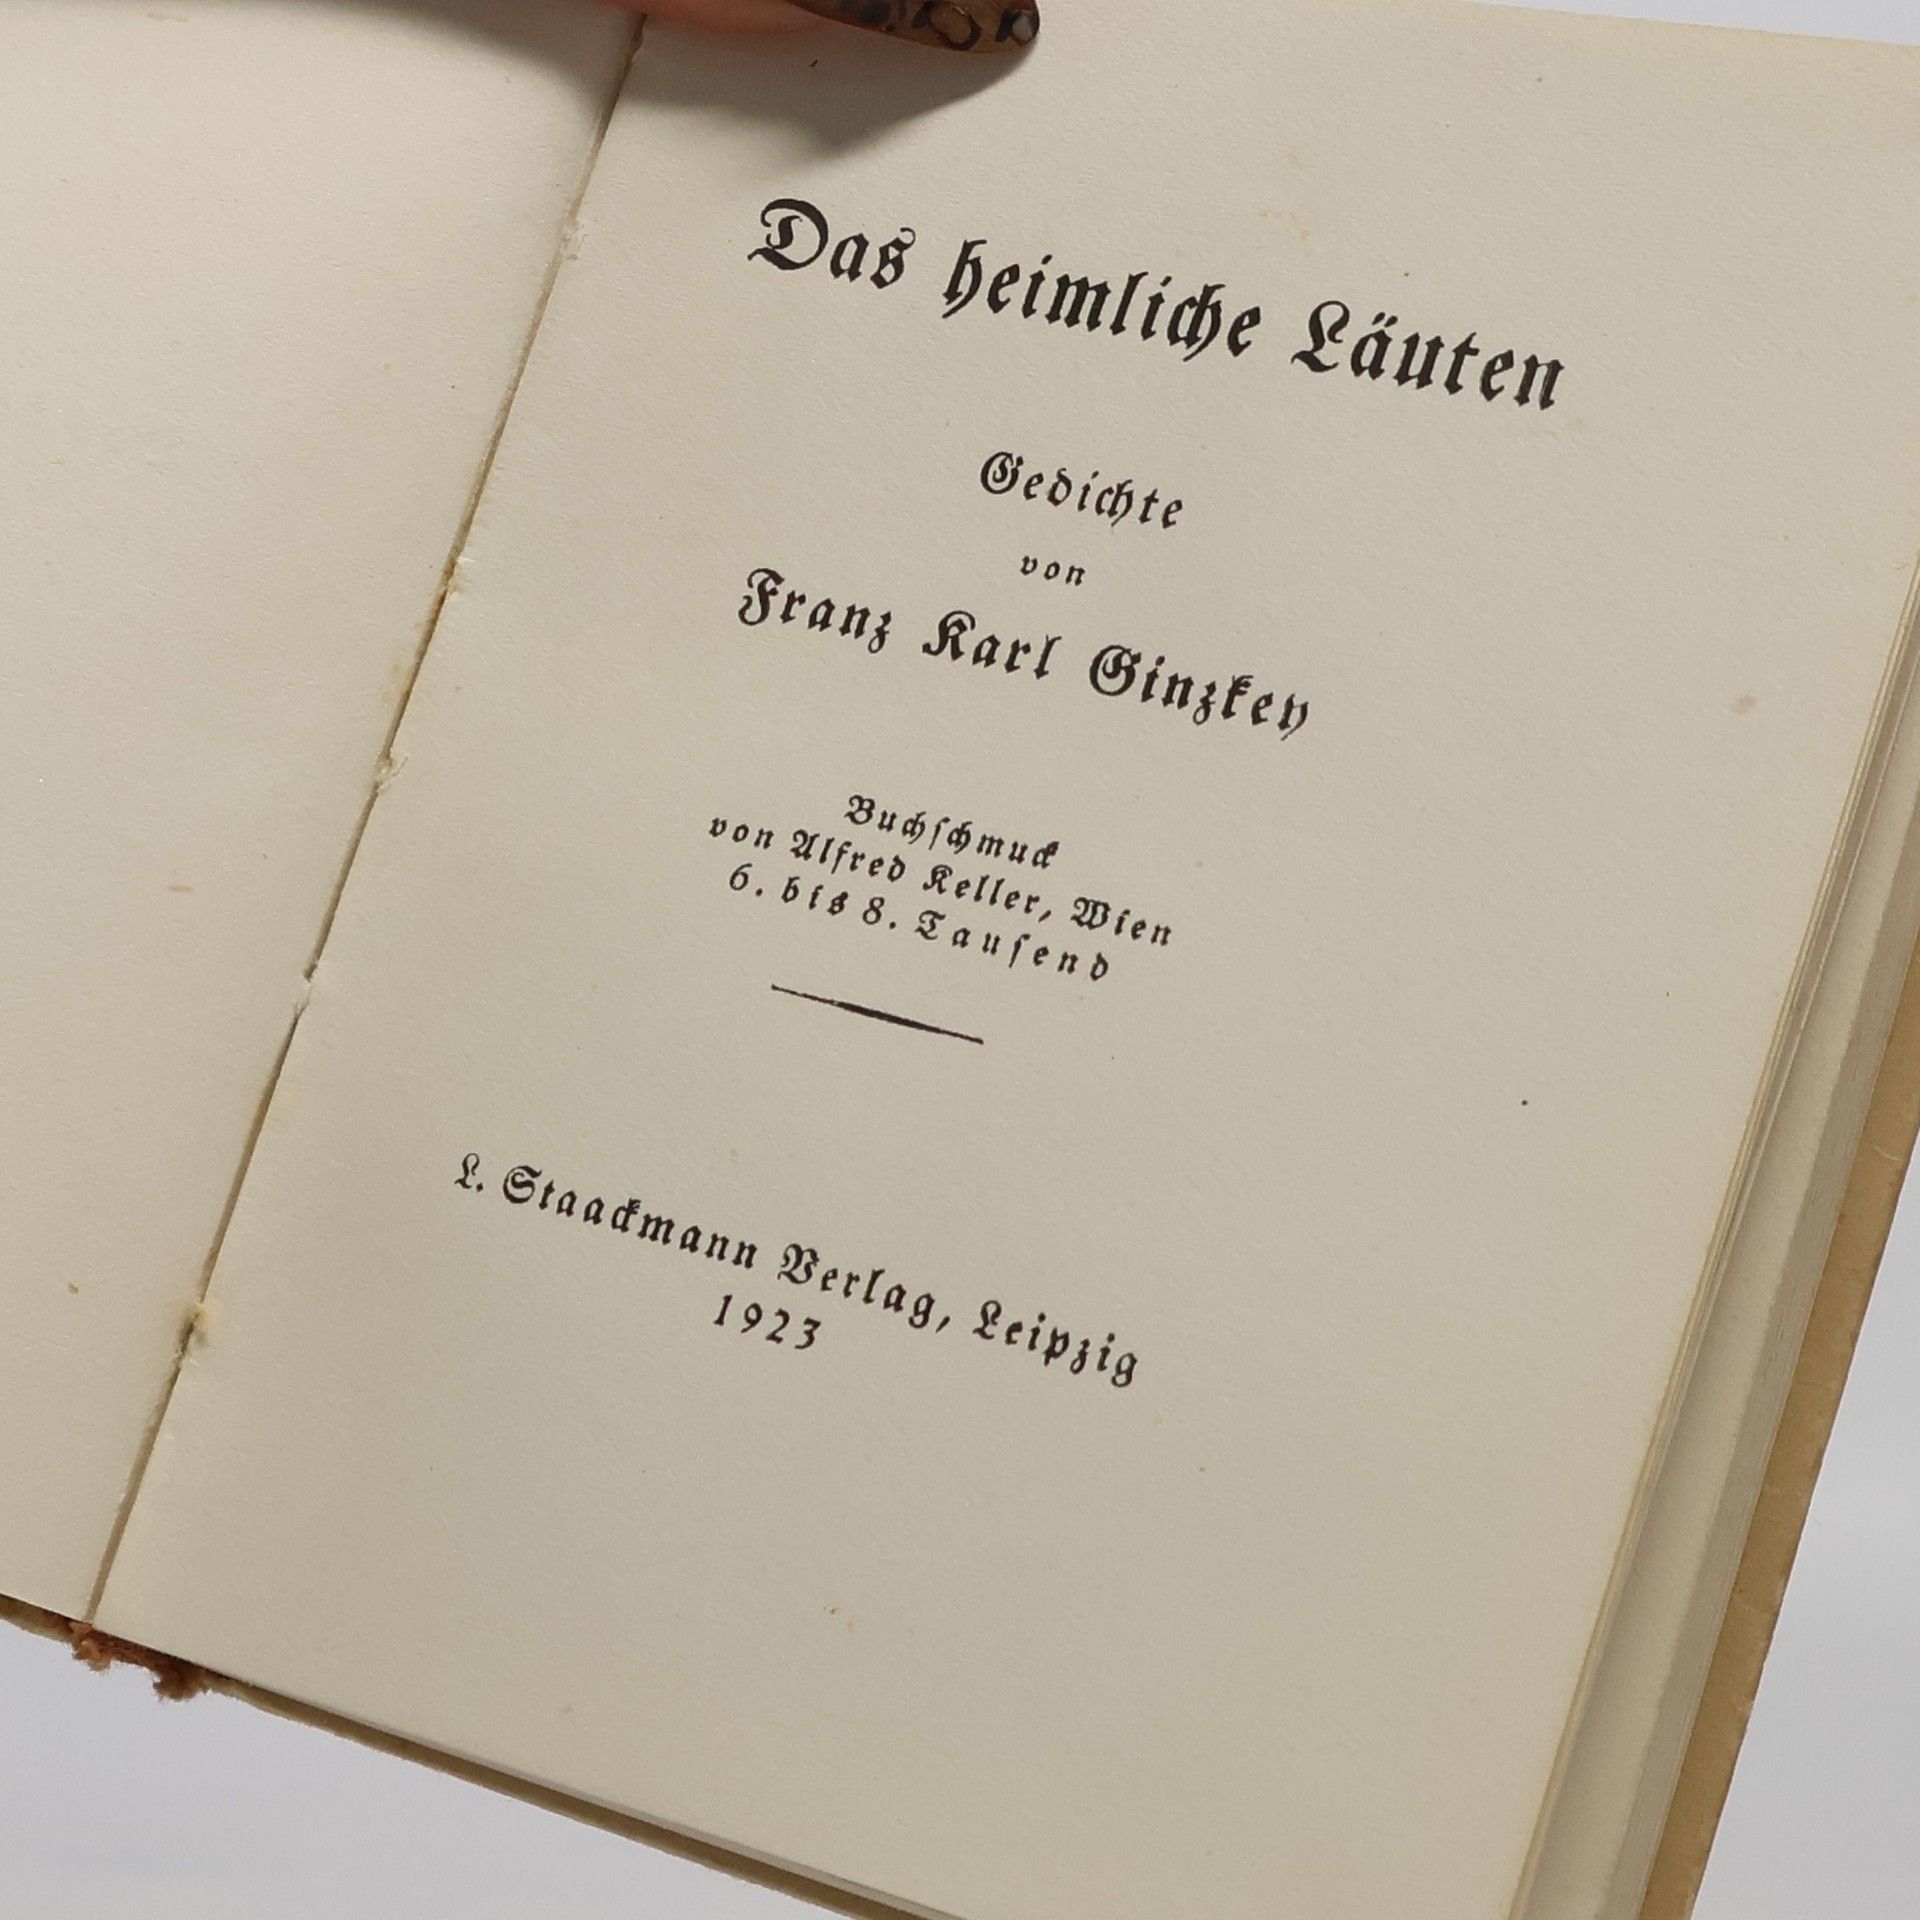 Das heimliche Läuten
Gedichte
von
Franz Karl Ginzkey
Buchſchmuck
von Alfred Keller, Wien
6. bis 8. Tauſend
L. Staackmann Verlag, Leipzig
1923